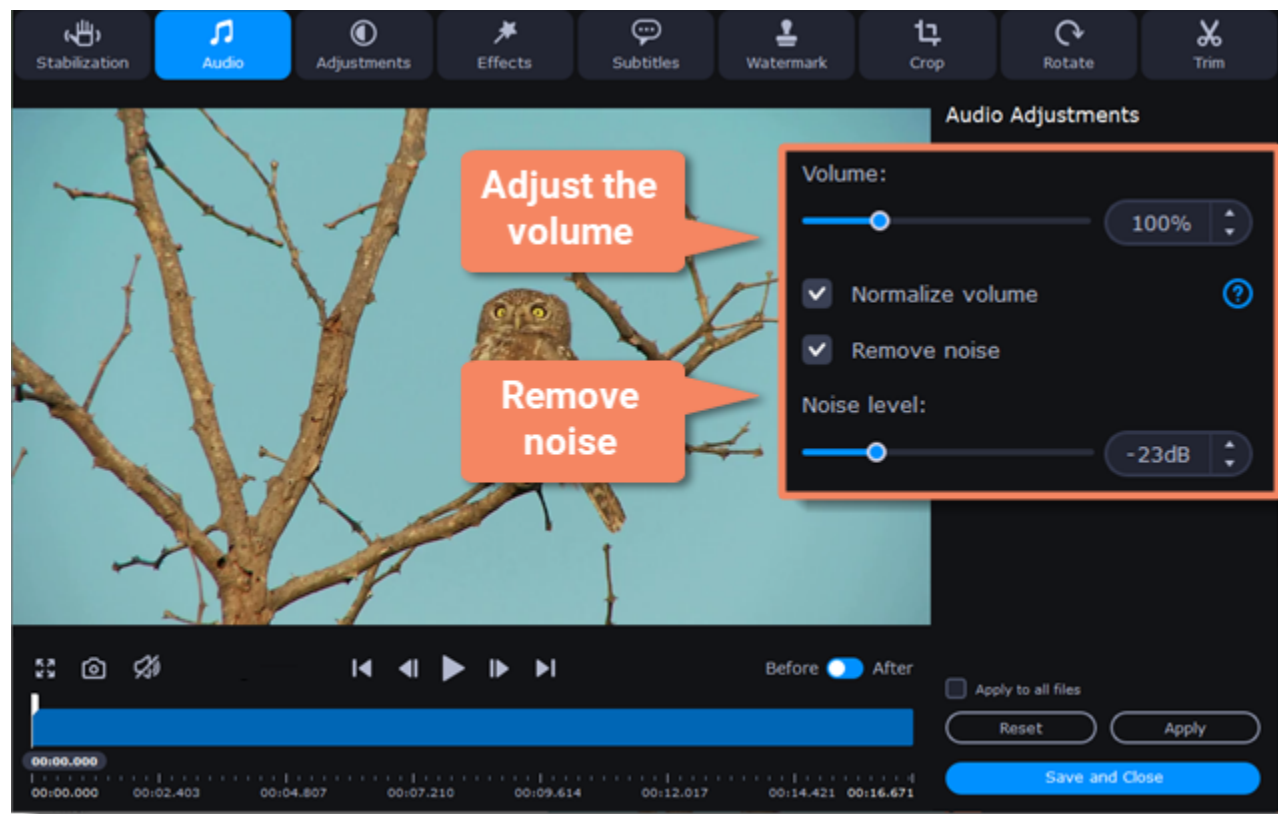 Stabilization
Audio
Adjustments
Effects
Subtitles
Watermark
Crop
Rotate
Trim
Audio Adjustments
Adjust the
volume
Volume:
100%
Normalize volume
?
Remove noise
Remove
noise
Noise level:
-23dB
Before
After
Apply to all files
Reset
Apply
00:00.000
Save and Close
00:00.000 00:02.403 00:04.807 00:07.210 00:09.614 00:12.017 00:14.421 00:16.671